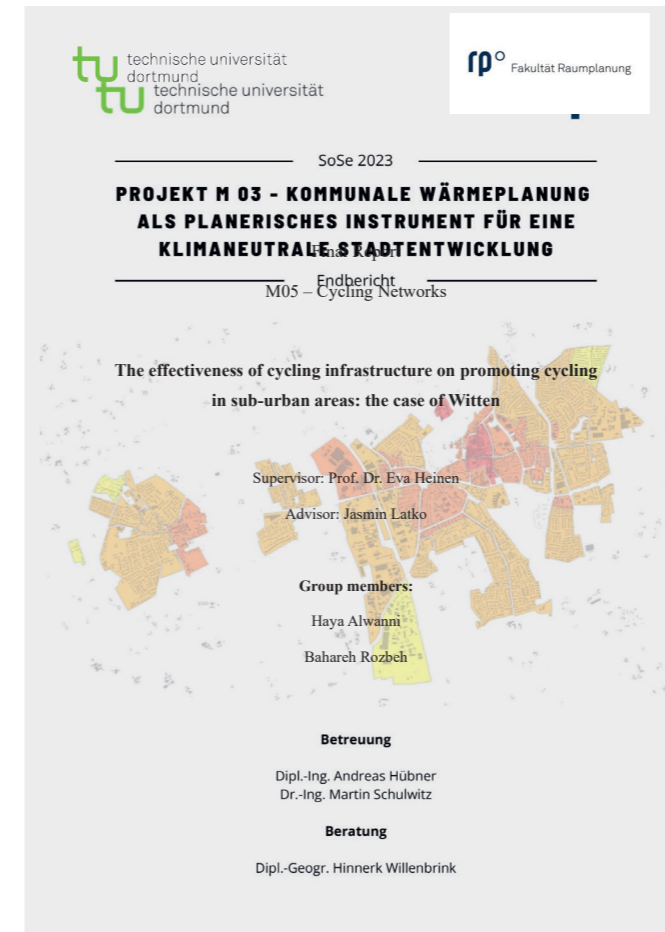 technische universität
dortmund
technische universität
dortmund
rp° Fakultät Raumplanung
SoSe 2023
PROJEKT M 03 - KOMMUNALE WÄRMEPLANUNG
ALS PLANERISCHES INSTRUMENT FÜR EINE
KLIMANEUTRALE STADTENTWICKLUNG
Final Report
Endbericht
M05 – Cycling Networks
The effectiveness of cycling infrastructure on promoting cycling
in sub-urban areas: the case of Witten
Supervisor: Prof. Dr. Eva Heinen
Advisor: Jasmin Latko
Group members:
Haya Alwanni
Bahareh Rozbeh
Betreuung
Dipl.-Ing. Andreas Hübner
Dr.-Ing. Martin Schulwitz
Beratung
Dipl.-Geogr. Hinnerk Willenbrink